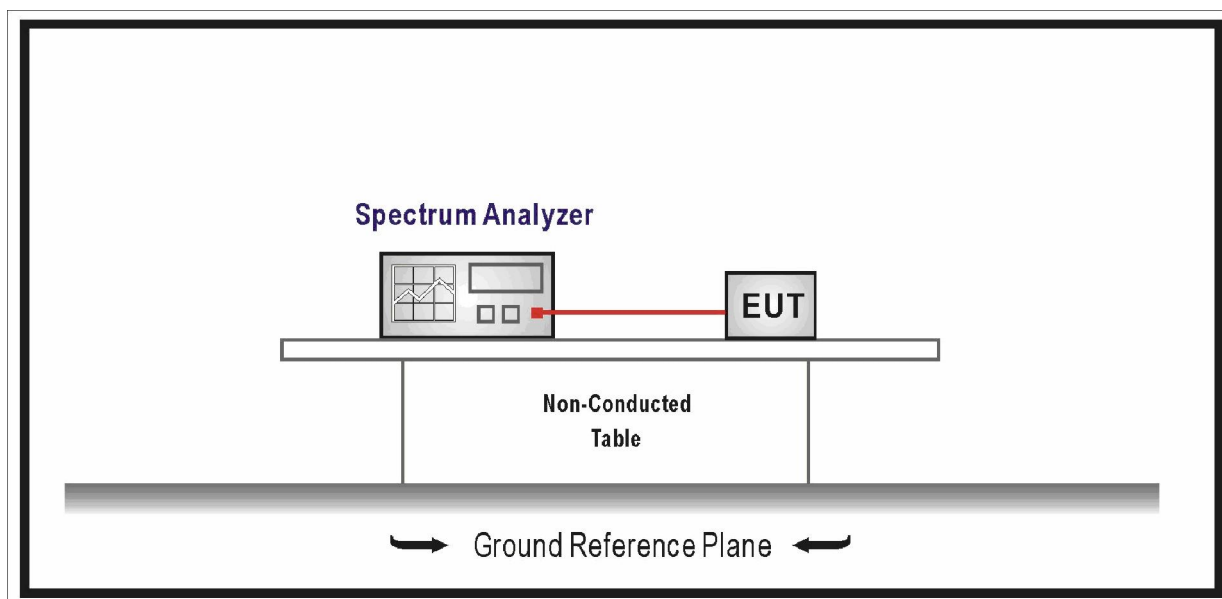 Spectrum Analyzer
EUT
Non-Conducted
Table
Ground Reference Plane